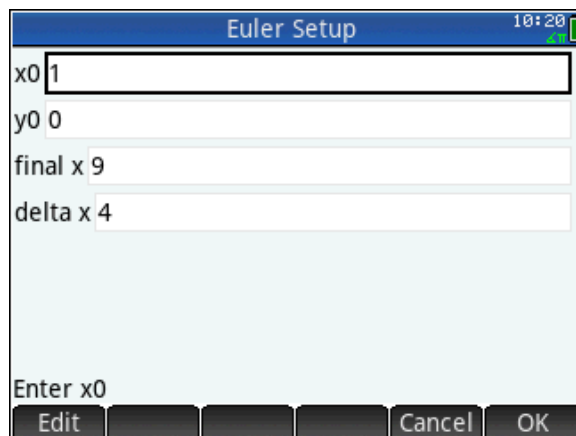 Euler Setup 10:20
∡π
x0 1
y0 0
final x 9
delta x 4
Enter x0
Edit Cancel OK